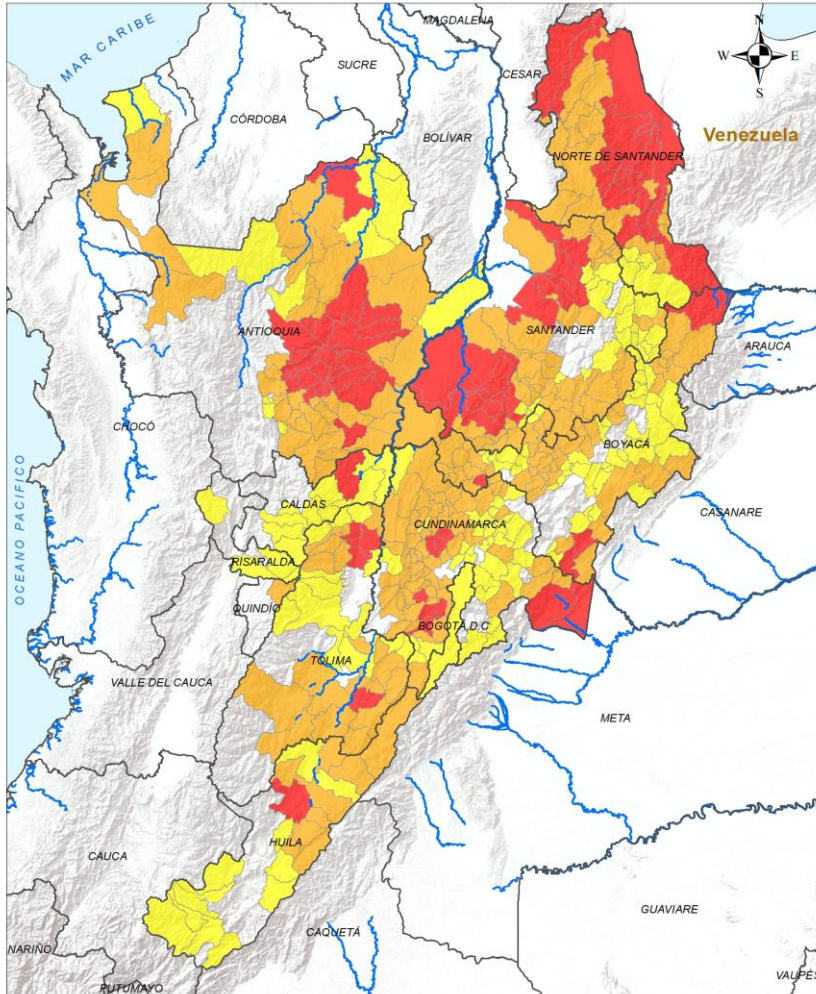 MAGDALENA
N
W E
S
MAR CARIBE
SUCRE
CESAR
CÓRDOBA
BOLÍVAR
Venezuela
NORTE DE SANTANDER
ANTIOQUIA
SANTANDER
ARAUCA
CHOCÓ
BOYACÁ
OCEANO PACIFICO
CALDAS
CUNDINAMARCA
CASANARE
RISARALDA
QUINDÍO
BOGOTÁ D.C
TOLIMA
VALLE DEL CAUCA
META
HUILA
CAUCA
GUAVIARE
CAQUETÁ
NARIÑO
PUTUMAYO
VAUPÉS